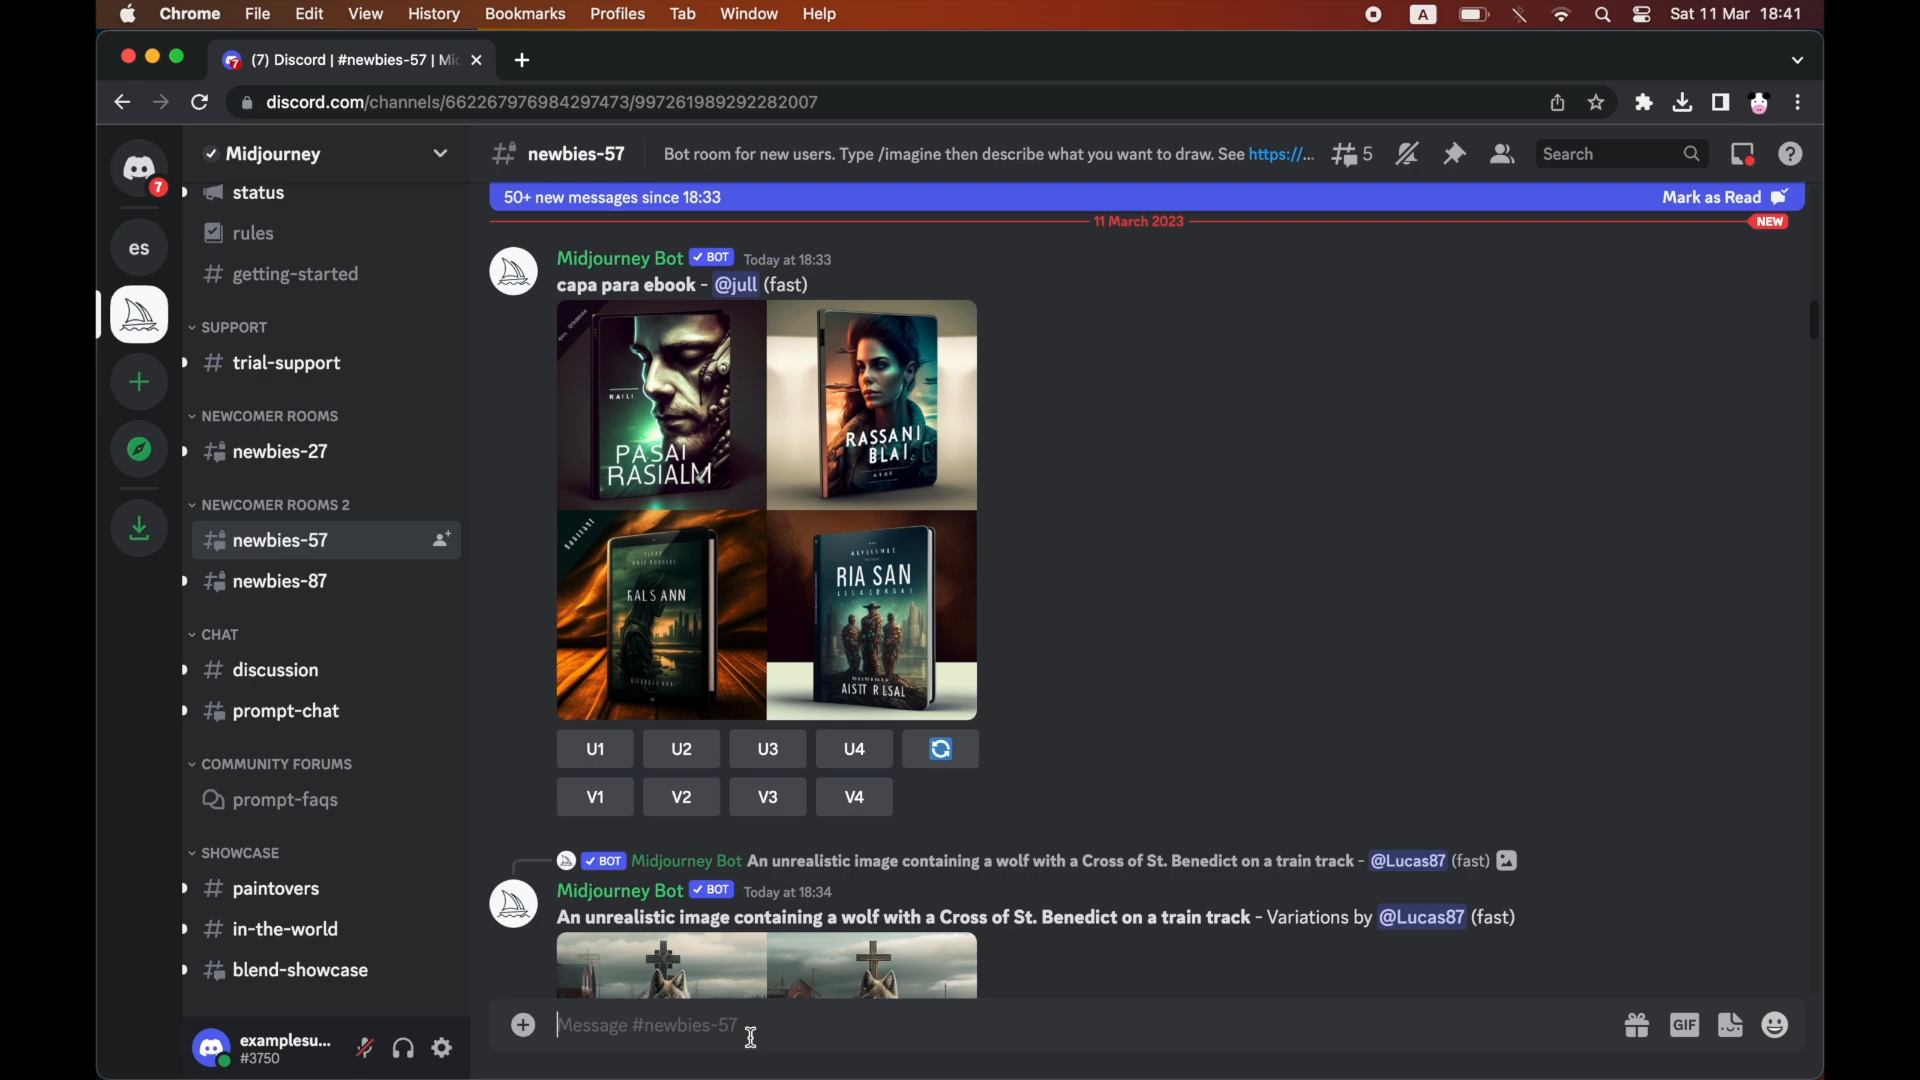 Chrome File Edit View History Bookmarks Profiles Tab Window Help A Sat 11 Mar 18:41
(7) Discord | #newbies-57 | Mi
discord.com/channels/662267976984297473/997261989292282007
Midjourney
newbies-57 Bot room for new users. Type /imagine then describe what you want to draw. See https://... 5 Search
7
es
status
rules
getting-started
SUPPORT
trial-support
NEWCOMER ROOMS
newbies-27
NEWCOMER ROOMS 2
newbies-57
newbies-87
CHAT
discussion
prompt-chat
COMMUNITY FORUMS
prompt-faqs
SHOWCASE
paintovers
in-the-world
blend-showcase
examplesu...
#3750
50+ new messages since 18:33 Mark as Read
11 March 2023 NEW
Midjourney Bot BOT Today at 18:33
capa para ebook - @jull (fast)
NAILI
PASAI
RASIALM
RASSANI
BLAI
RALS ANN
RIA SAN
AISTT R LSAL
U1 U2 U3 U4
V1 V2 V3 V4
BOT Midjourney Bot An unrealistic image containing a wolf with a Cross of St. Benedict on a train track - @Lucas87 (fast)
Midjourney Bot BOT Today at 18:34
An unrealistic image containing a wolf with a Cross of St. Benedict on a train track - Variations by @Lucas87 (fast)
Message #newbies-57
GIF